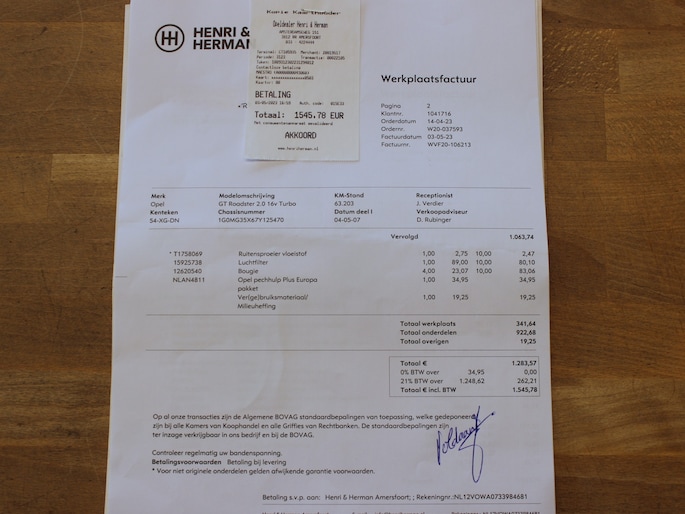 Kopie Kaarthouder
Opeldealer Henri & Herman
AMERSFOORT
BETALING
03-05-2023
Totaal: 1545.78 EUR
AKKOORD
www.henriherman.nl
HENRI &
HERMAN
Werkplaatsfactuur
Pagina 2
Klantnr. 1041716
Orderdatum 14-04-23
Ordernr. W20-037593
Factuurdatum 03-05-23
Factuurnr. WVF20-106213
Merk Modelomschrijving KM-Stand Receptionist
Opel GT Roadster 2.0 16v Turbo 63.203 J. Verdier
Kenteken Chassisnummer Datum deel I Verkoopadviseur
54-XG-DN 1G0MG35X67Y125470 04-05-07 D. Rubinger
Vervolgd 1.063,74
* T1758069 Ruitensproeier vloeistof 1,00 2,75 10,00 2,47
15925738 Luchtfilter 1,00 89,00 10,00 80,10
12620540 Bougie 4,00 23,07 10,00 83,06
NLAN4811 Opel pechhulp Plus Europa 1,00 34,95 34,95
pakket
Ver(ge)bruiksmateriaal/ 1,00 19,25 19,25
Milieuheffing
Totaal werkplaats 341,64
Totaal onderdelen 922,68
Totaal overigen 19,25
Totaal € 1.283,57
0% BTW over 34,95 0,00
21% BTW over 1.248,62 262,21
Totaal € incl. BTW 1.545,78
Op al onze transacties zijn de Algemene BOVAG standaardbepalingen van toepassing, welke gedeponeerd
zijn bij alle Kamers van Koophandel en alle Griffies van Rechtbanken. De standaardbepalingen zijn
ter inzage verkrijgbaar in ons bedrijf en bij de BOVAG.
Controleer regelmatig uw bandenspanning.
Betalingsvoorwaarden Betaling bij levering
* Voor niet originele onderdelen gelden afwijkende garantie voorwaarden.
Betaling s.v.p. aan: Henri & Herman Amersfoort; ; Rekeningnr.:NL12VOWA0733984681